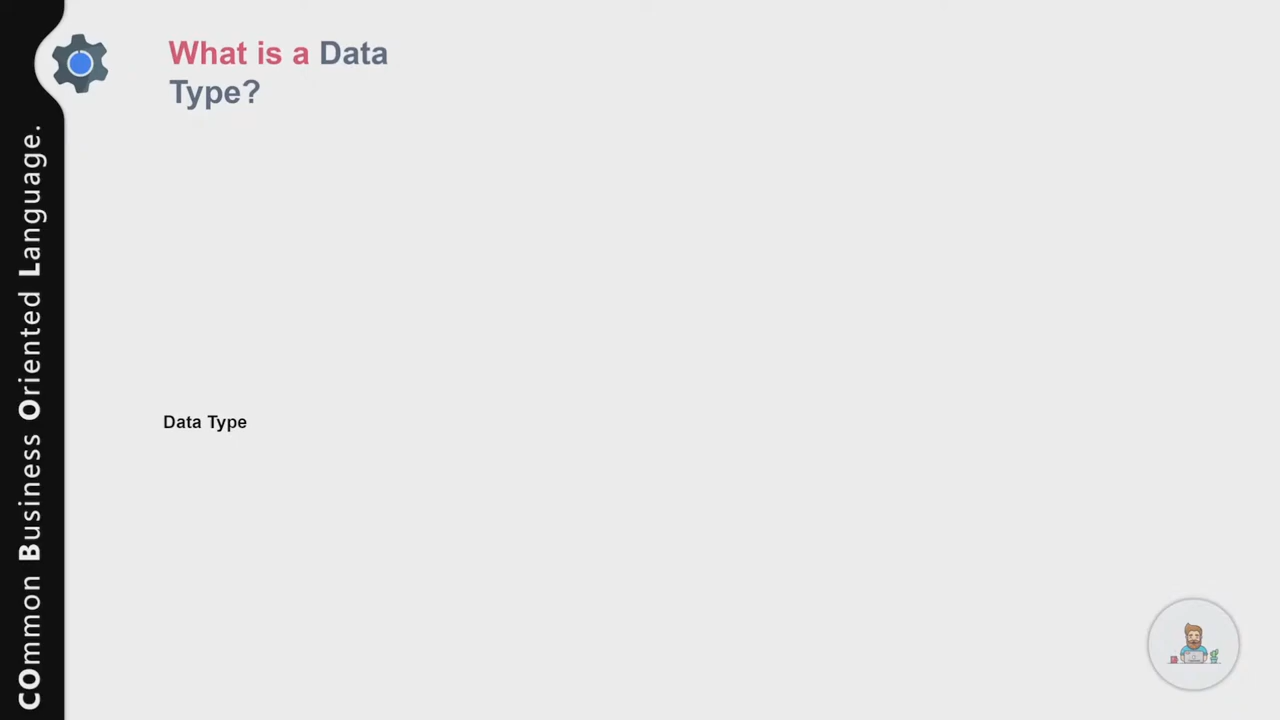 What is a Data
Type?
COmmon Business Oriented Language.
Data Type